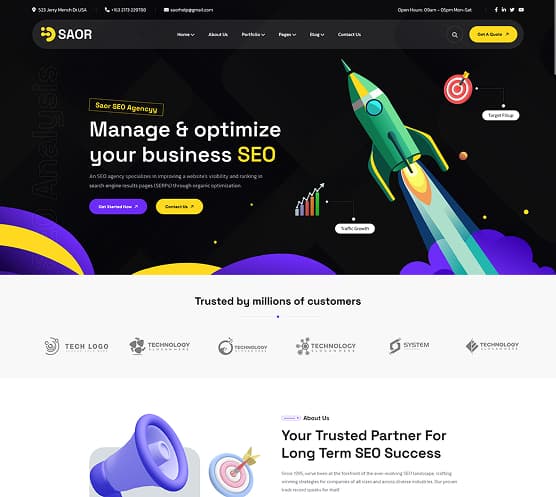 523 Jerry Merch Di,USA
+163 2173 229700
saorhelp@gmail.com
Open Hours: 09am - 05pm Mon-Sat
SAOR
Home
About Us
Portfolio
Pages
Blog
Contact Us
Get A Quote
Analysis
Saor SEO Agencyy
Manage & optimize
your business SEO
An SEO agency specializes in improving a website's visibility and ranking in
search engine results pages (SERPs) through organic optimization
Get Started Now
Contact Us
Target Fillup
Traffic Growth
Trusted by millions of customers
TECH LOGO
TECHNOLOGY
TECHNOLOGY
TECHNOLOGY
SYSTEM
TECHNOLOGY
About Us
Your Trusted Partner For
Long Term SEO Success
Since 1995, we've been at the forefront of the ever-evolving SEO landscape, crafting
winning strategies for companies of all sizes and across diverse industries. Our proven
track record speaks for itself